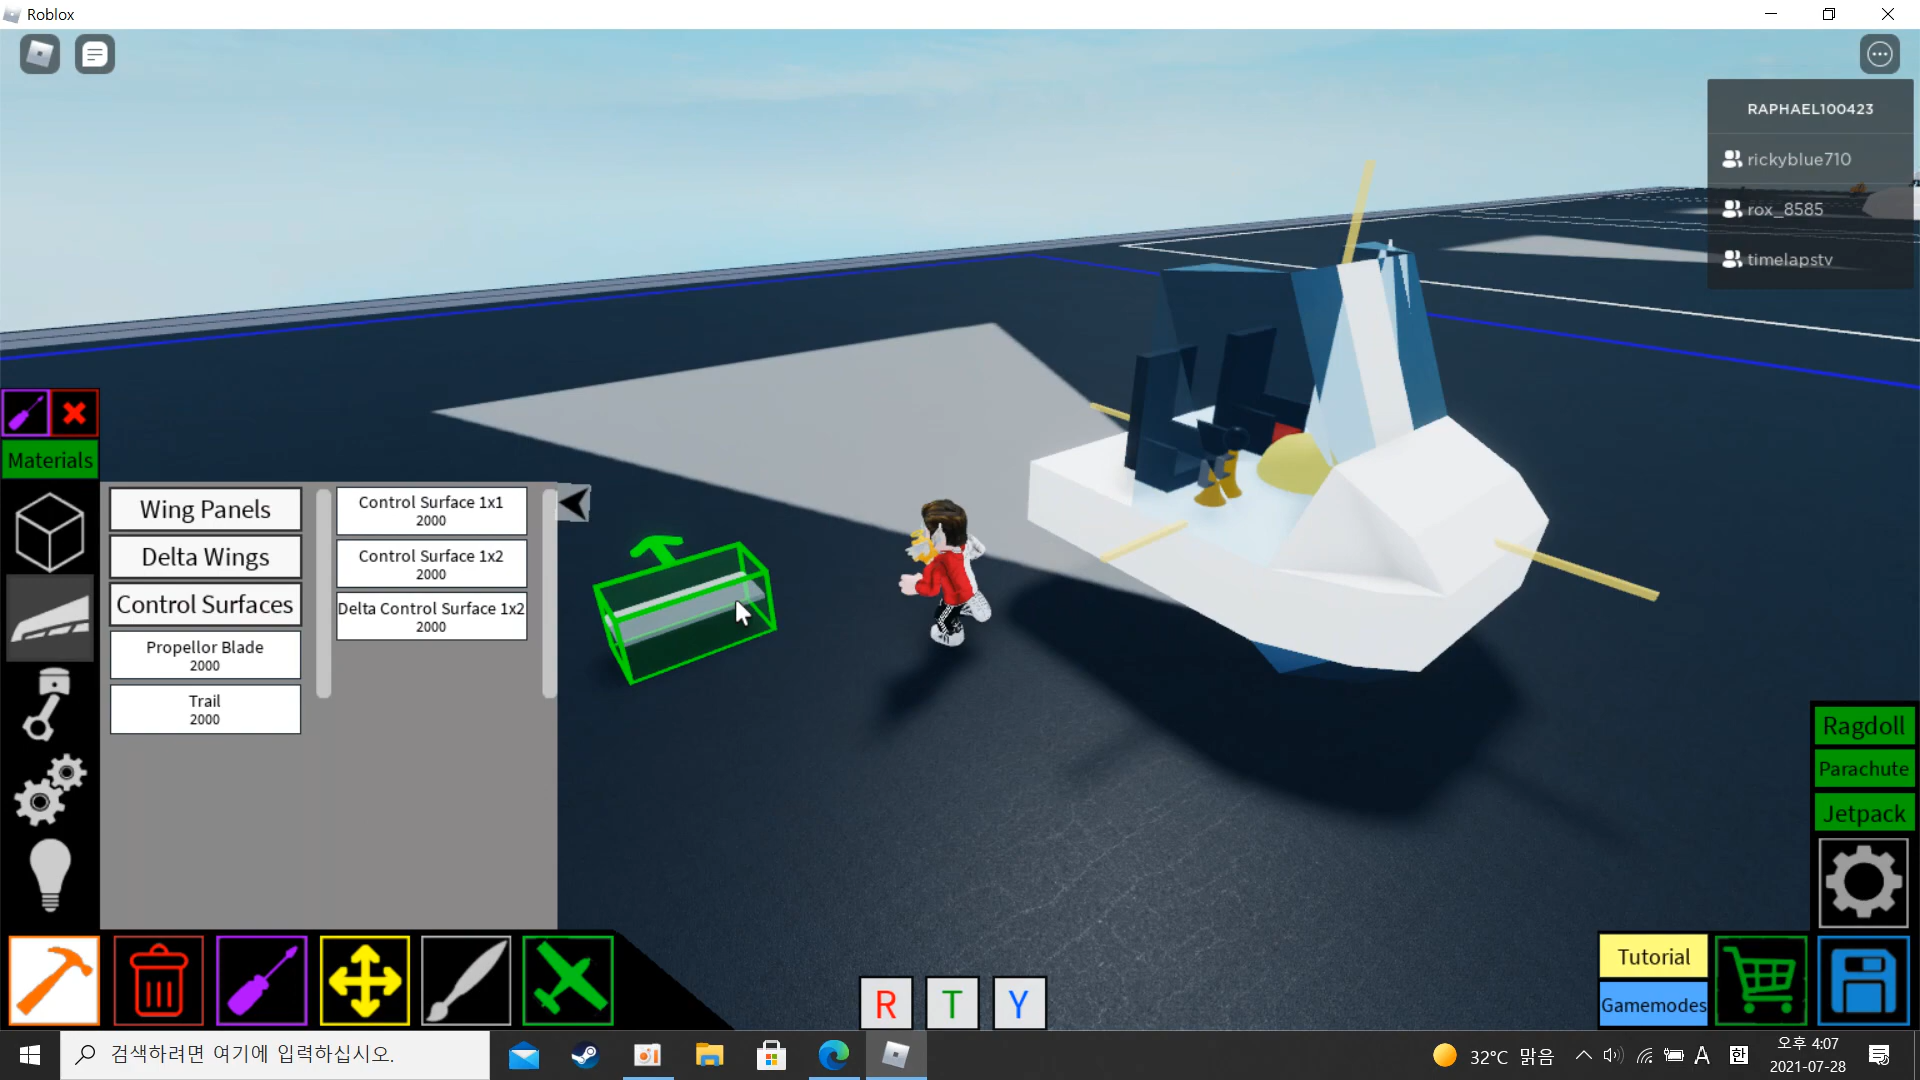 Roblox
RAPHAEL100423
rickyblue710
rox_8585
timelapstv
Materials
Wing Panels
Delta Wings
Control Surfaces
Propellor Blade
2000
Trail
2000
Control Surface 1x1
2000
Control Surface 1x2
2000
Delta Control Surface 1x2
2000
Ragdoll
Parachute
Jetpack
Tutorial
Gamemodes
R T Y
검색하려면 여기에 입력하십시오.
32°C 맑음
A 한
오후 4:07
2021-07-28